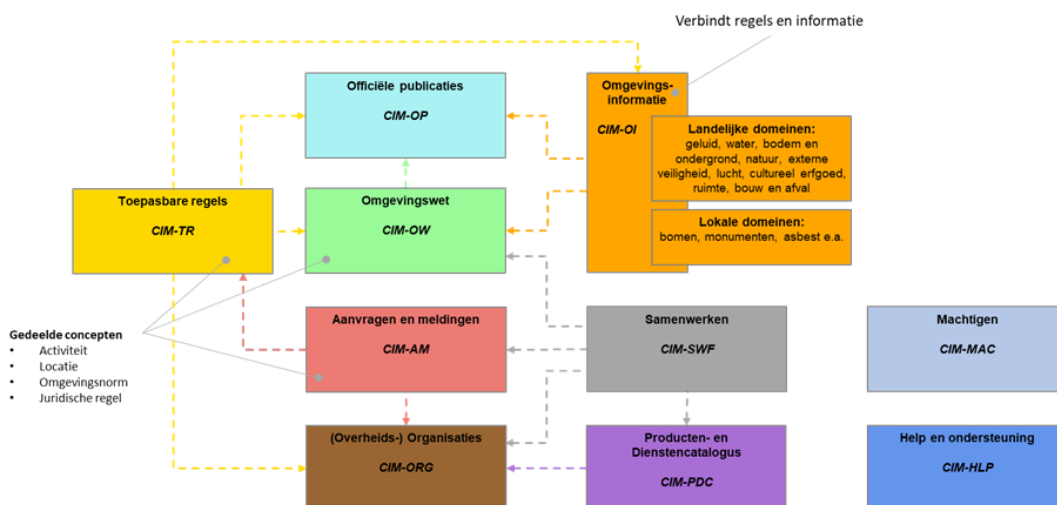 Verbindt regels en informatie
Officiële publicaties
CIM-OP
Omgevings-
informatie
CIM-OI
Landelijke domeinen:
geluid, water, bodem en
ondergrond, natuur, externe
veiligheid, lucht, cultureel erfgoed,
ruimte, bouw en afval
Lokale domeinen:
bomen, monumenten, asbest e.a.
Toepasbare regels
CIM-TR
Omgevingswet
CIM-OW
Gedeelde concepten
• Activiteit
• Locatie
• Omgevingsnorm
• Juridische regel
Aanvragen en meldingen
CIM-AM
Samenwerken
CIM-SWF
Machtigen
CIM-MAC
(Overheids-) Organisaties
CIM-ORG
Producten- en
Dienstencatalogus
CIM-PDC
Help en ondersteuning
CIM-HLP